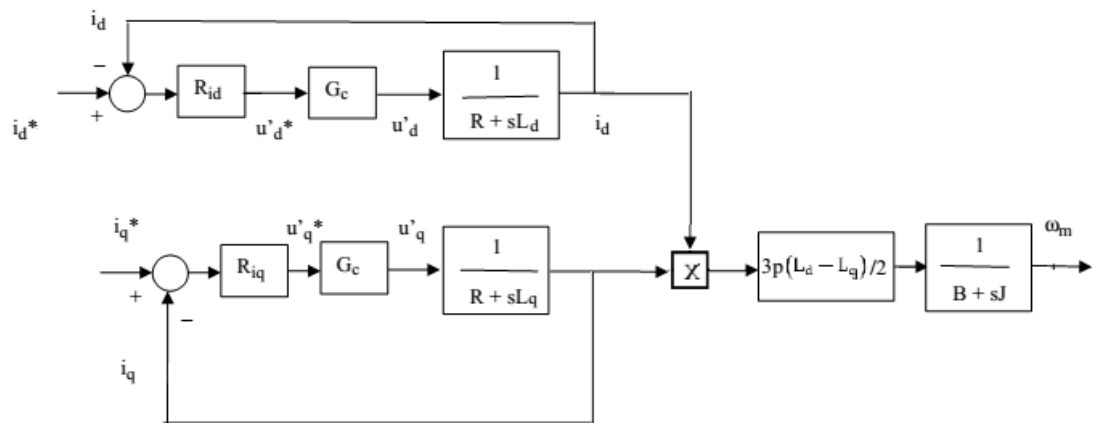 i_d
−
+
i_d*
R_id
u'_d*
G_c
u'_d
1
R + sL_d
i_d
i_q*
+
−
R_iq
u'_q*
G_c
u'_q
1
R + sL_q
i_q
X
3p(L_d − L_q)/2
1
B + sJ
ω_m